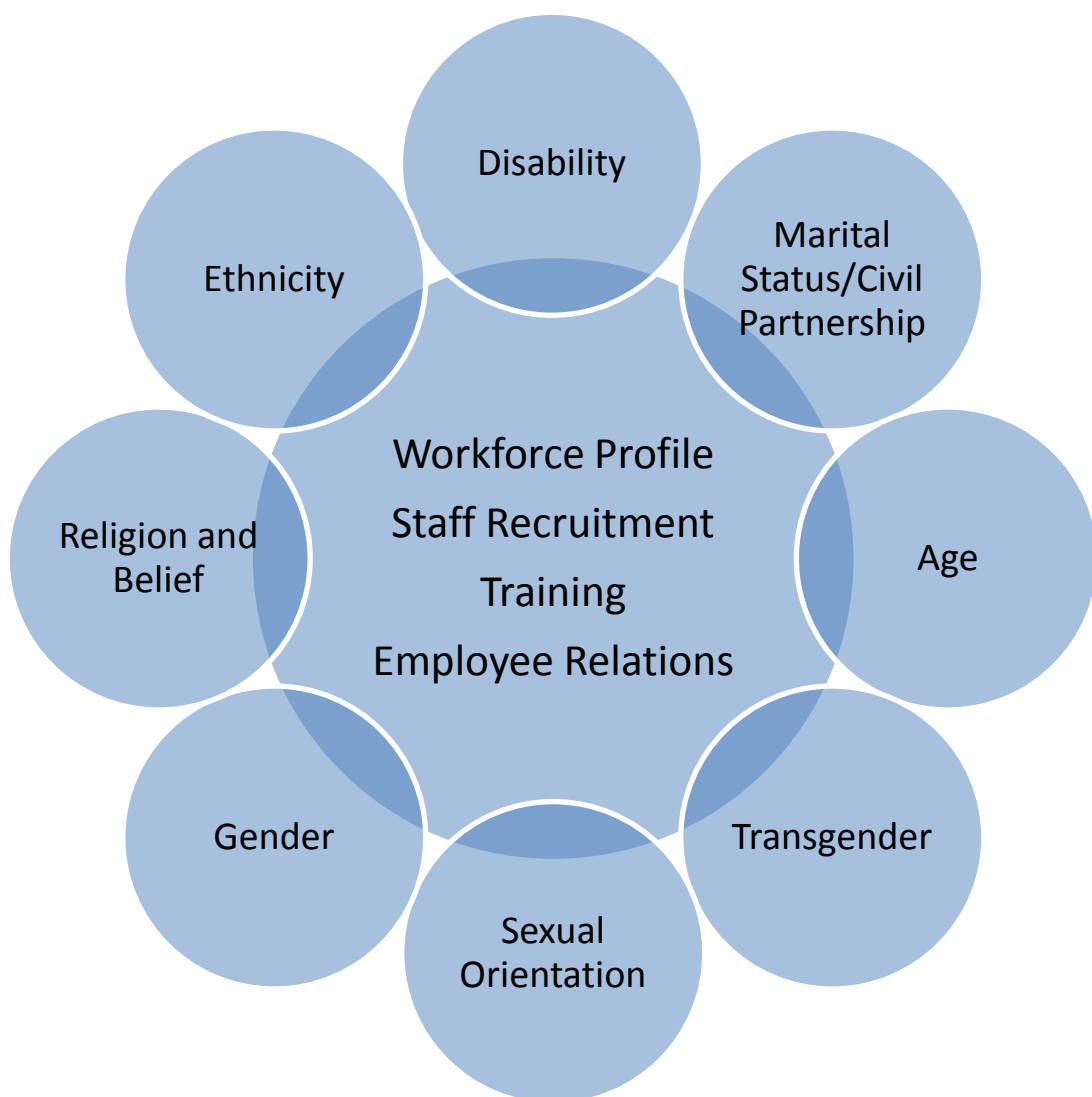 Disability
Marital
Status/Civil
Partnership
Ethnicity
Workforce Profile
Staff Recruitment
Training
Employee Relations
Religion and
Belief
Age
Gender
Transgender
Sexual
Orientation